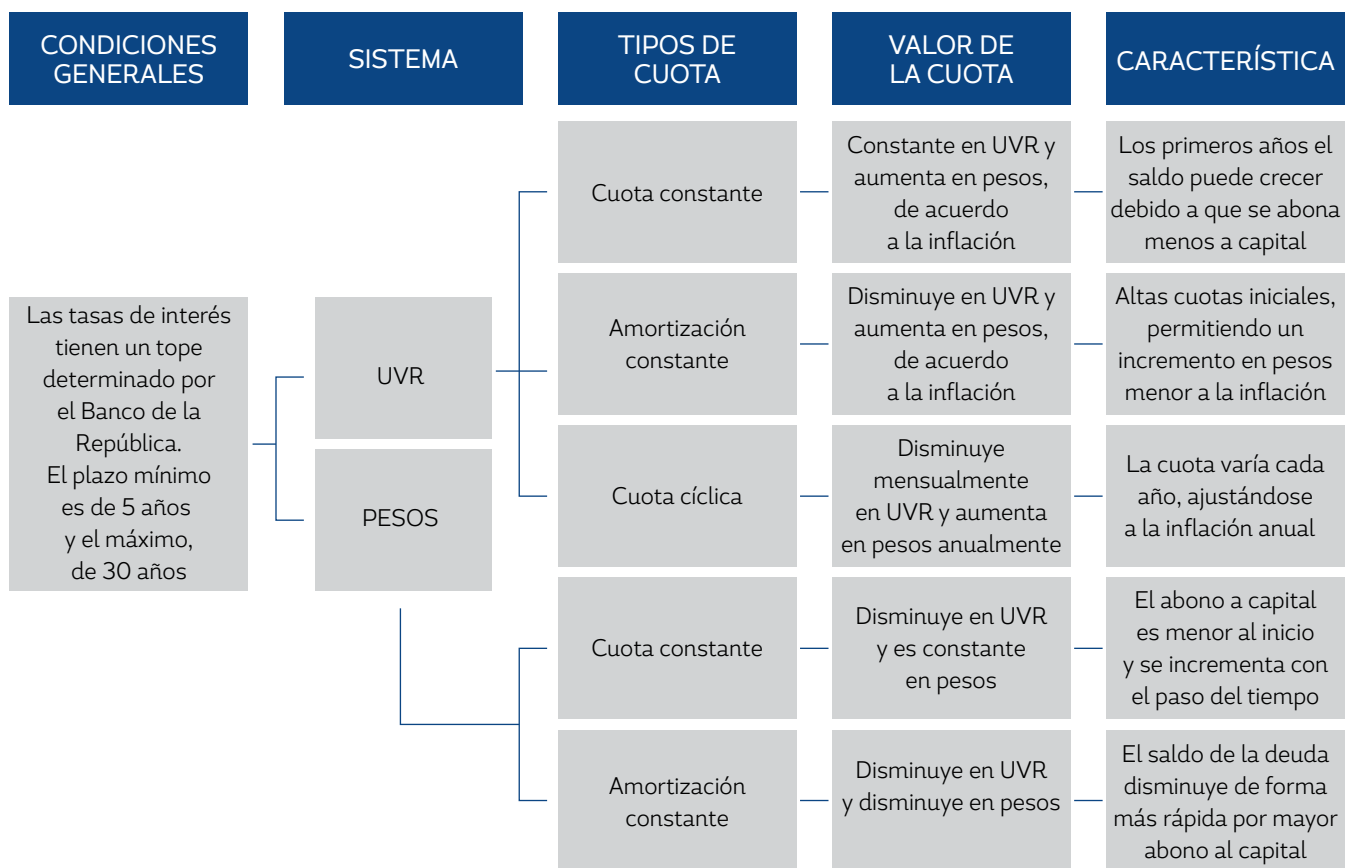 CONDICIONES
GENERALES
SISTEMA
TIPOS DE
CUOTA
VALOR DE
LA CUOTA
CARACTERÍSTICA
Las tasas de interés
tienen un tope
determinado por
el Banco de la
República.
El plazo mínimo
es de 5 años
y el máximo,
de 30 años
UVR
Cuota constante
Constante en UVR y
aumenta en pesos,
de acuerdo
a la inflación
Los primeros años el
saldo puede crecer
debido a que se abona
menos a capital
Amortización
constante
Disminuye en UVR y
aumenta en pesos,
de acuerdo
a la inflación
Altas cuotas iniciales,
permitiendo un
incremento en pesos
menor a la inflación
Cuota cíclica
Disminuye
mensualmente
en UVR y aumenta
en pesos anualmente
La cuota varía cada
año, ajustándose
a la inflación anual
PESOS
Cuota constante
Disminuye en UVR
y es constante
en pesos
El abono a capital
es menor al inicio
y se incrementa con
el paso del tiempo
Amortización
constante
Disminuye en UVR
y disminuye en pesos
El saldo de la deuda
disminuye de forma
más rápida por mayor
abono al capital